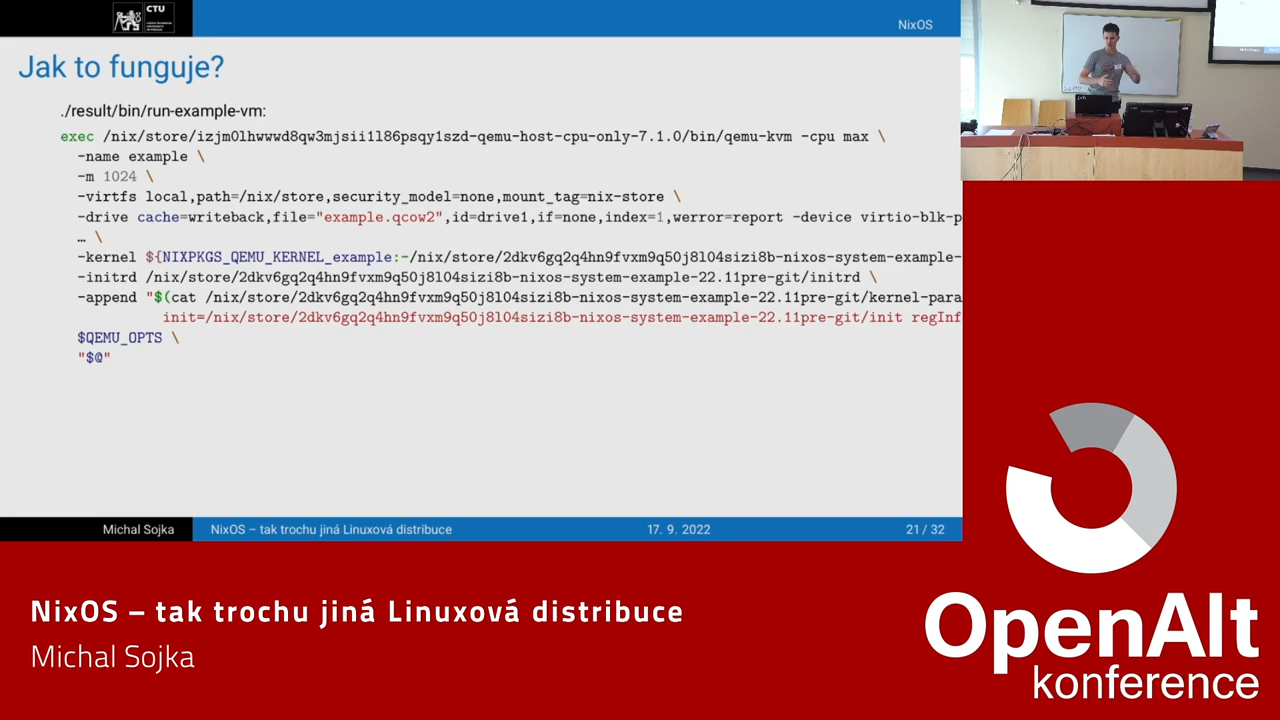 CTU
CZECH TECHNICAL
UNIVERSITY
IN PRAGUE
NixOS
Jak to funguje?
./result/bin/run-example-vm:
exec /nix/store/izjm0lhwwwd8qw3mjsii1l86psqy1szd-qemu-host-cpu-only-7.1.0/bin/qemu-kvm -cpu max \
-name example \
-m 1024 \
-virtfs local,path=/nix/store,security_model=none,mount_tag=nix-store \
-drive cache=writeback,file="example.qcow2",id=drive1,if=none,index=1,werror=report -device virtio-blk-p
… \
-kernel ${NIXPKGS_QEMU_KERNEL_example:-/nix/store/2dkv6gq2q4hn9fvxm9q50j8l04sizi8b-nixos-system-example-
-initrd /nix/store/2dkv6gq2q4hn9fvxm9q50j8l04sizi8b-nixos-system-example-22.11pre-git/initrd \
-append "$(cat /nix/store/2dkv6gq2q4hn9fvxm9q50j8l04sizi8b-nixos-system-example-22.11pre-git/kernel-para
init=/nix/store/2dkv6gq2q4hn9fvxm9q50j8l04sizi8b-nixos-system-example-22.11pre-git/init regInf
$QEMU_OPTS \
"$@"
Michal Sojka
NixOS – tak trochu jiná Linuxová distribuce
17. 9. 2022
21 / 32
NixOS – tak trochu jiná Linuxová distribuce
Michal Sojka
OpenAlt
konference